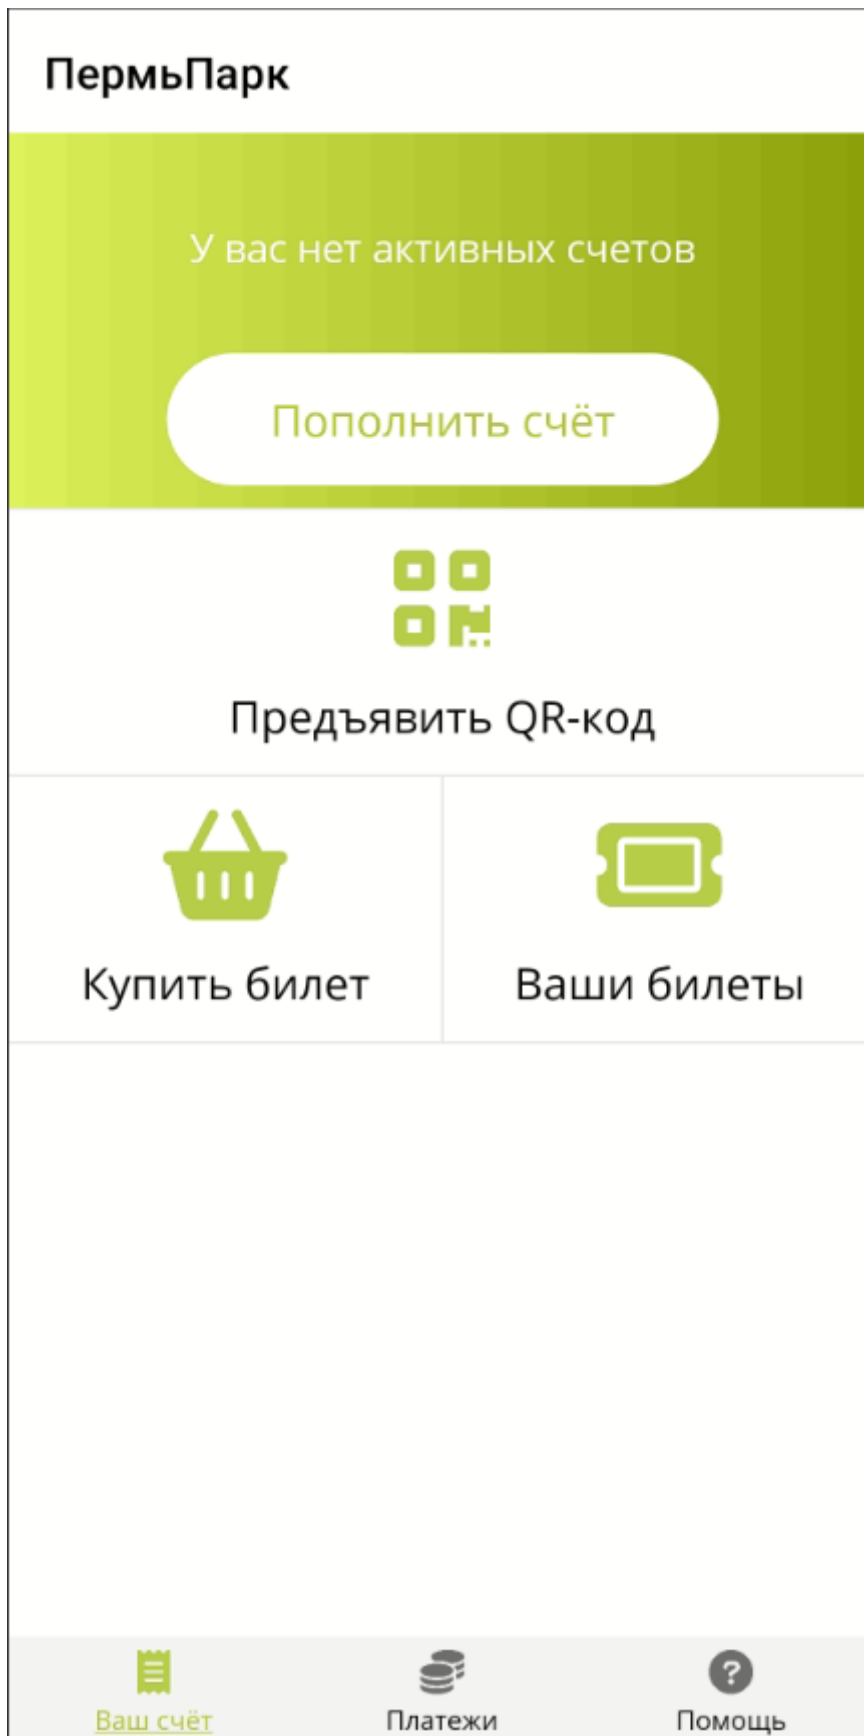 ПермьПарк
У вас нет активных счетов
Пополнить счёт
Предъявить QR-код
Купить билет
Ваши билеты
Ваш счёт
Платежи
Помощь